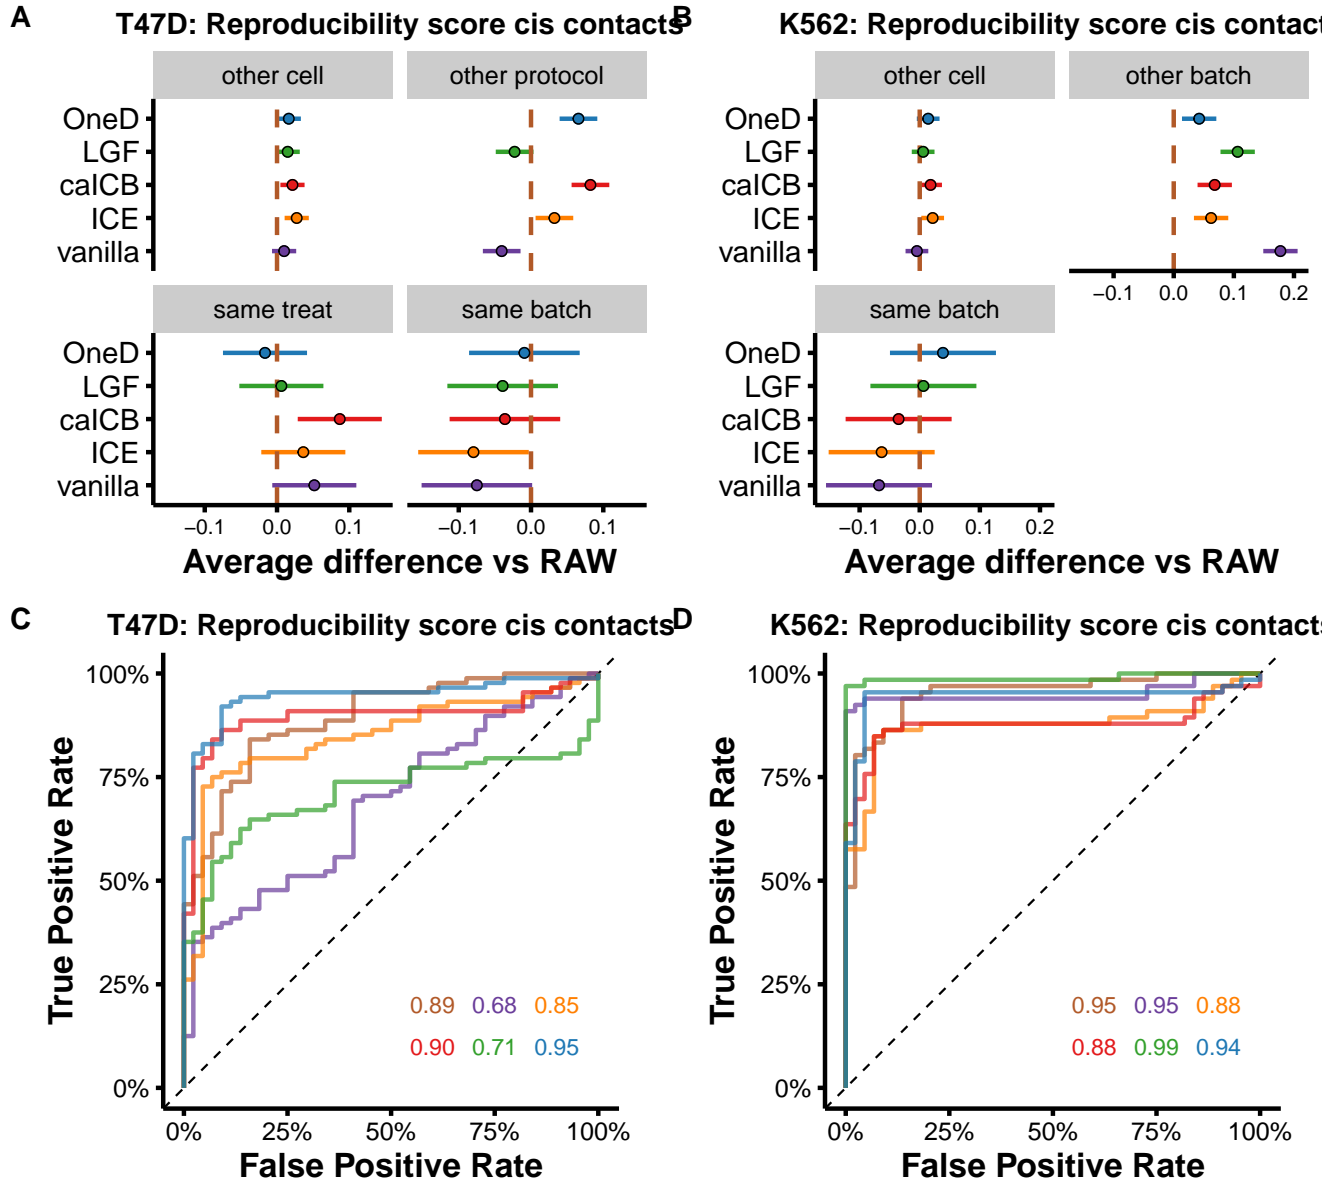 A
T47D: Reproducibility score cis contacts
other cell
other protocol
OneD
LGF
calCB
ICE
vanilla
same treat
same batch
OneD
LGF
calCB
ICE
vanilla
−0.1 0.0 0.1
−0.1 0.0 0.1
Average difference vs RAW
B
K562: Reproducibility score cis contact
other cell
other batch
OneD
LGF
calCB
ICE
vanilla
−0.1 0.0 0.1 0.2
same batch
OneD
LGF
calCB
ICE
vanilla
−0.1 0.0 0.1 0.2
Average difference vs RAW
C
T47D: Reproducibility score cis contacts
True Positive Rate
100%
75%
50%
25%
0%
0.89 0.68 0.85
0.90 0.71 0.95
0% 25% 50% 75% 100%
False Positive Rate
D
K562: Reproducibility score cis contacts
True Positive Rate
100%
75%
50%
25%
0%
0.95 0.95 0.88
0.88 0.99 0.94
0% 25% 50% 75% 100%
False Positive Rate